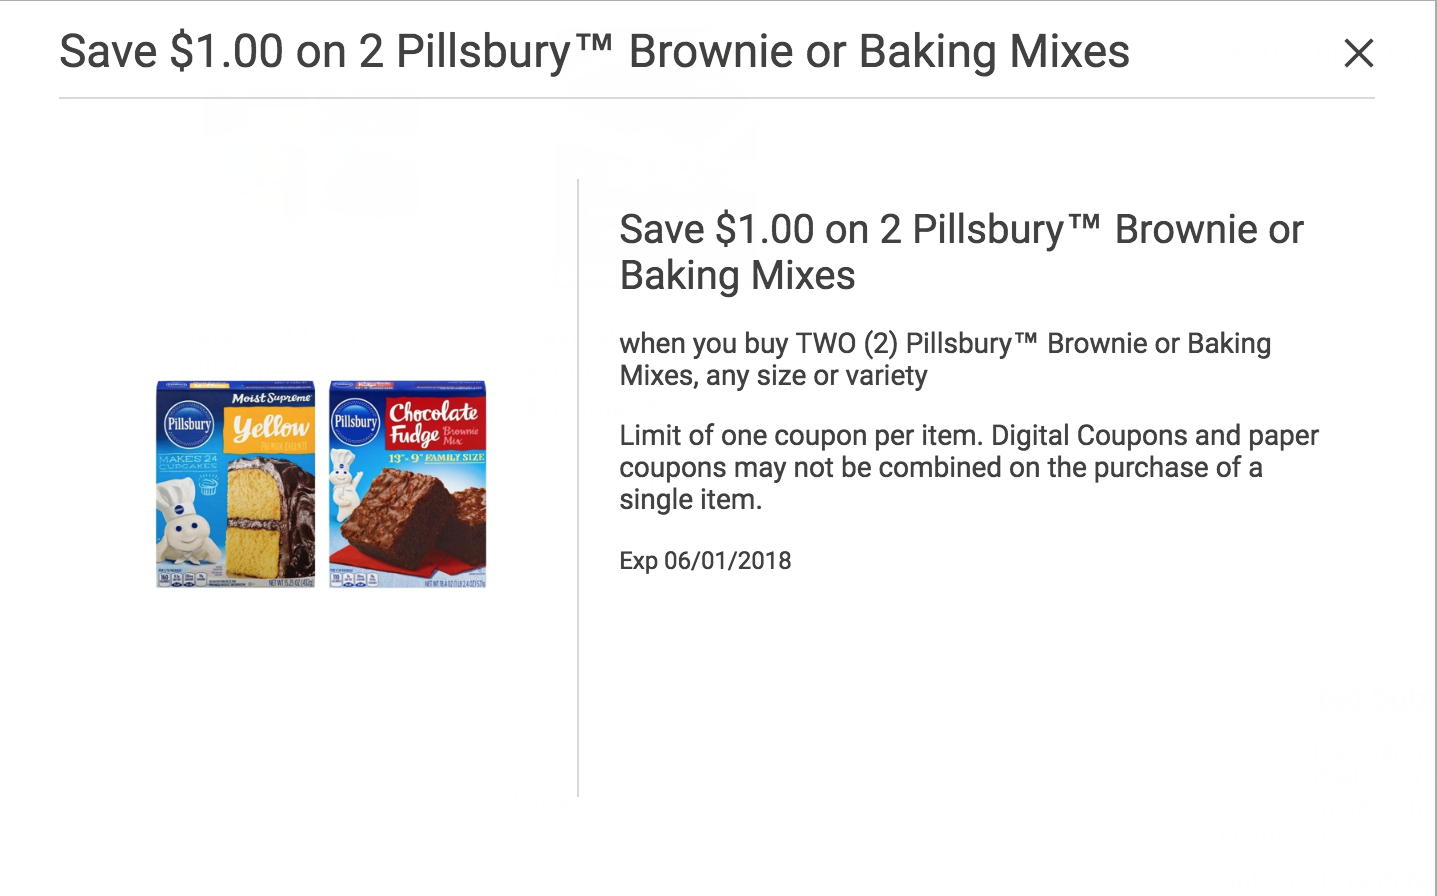 Save $1.00 on 2 Pillsbury™ Brownie or Baking Mixes
Save $1.00 on 2 Pillsbury™ Brownie or
Baking Mixes
when you buy TWO (2) Pillsbury™ Brownie or Baking
Mixes, any size or variety
Limit of one coupon per item. Digital Coupons and paper
coupons may not be combined on the purchase of a
single item.
Exp 06/01/2018
Moist Supreme
Pillsbury
Yellow
MAKES 24
CUPCAKES
Pillsbury
Chocolate
Fudge Brownie
Mix
13"-9" FAMILY SIZE